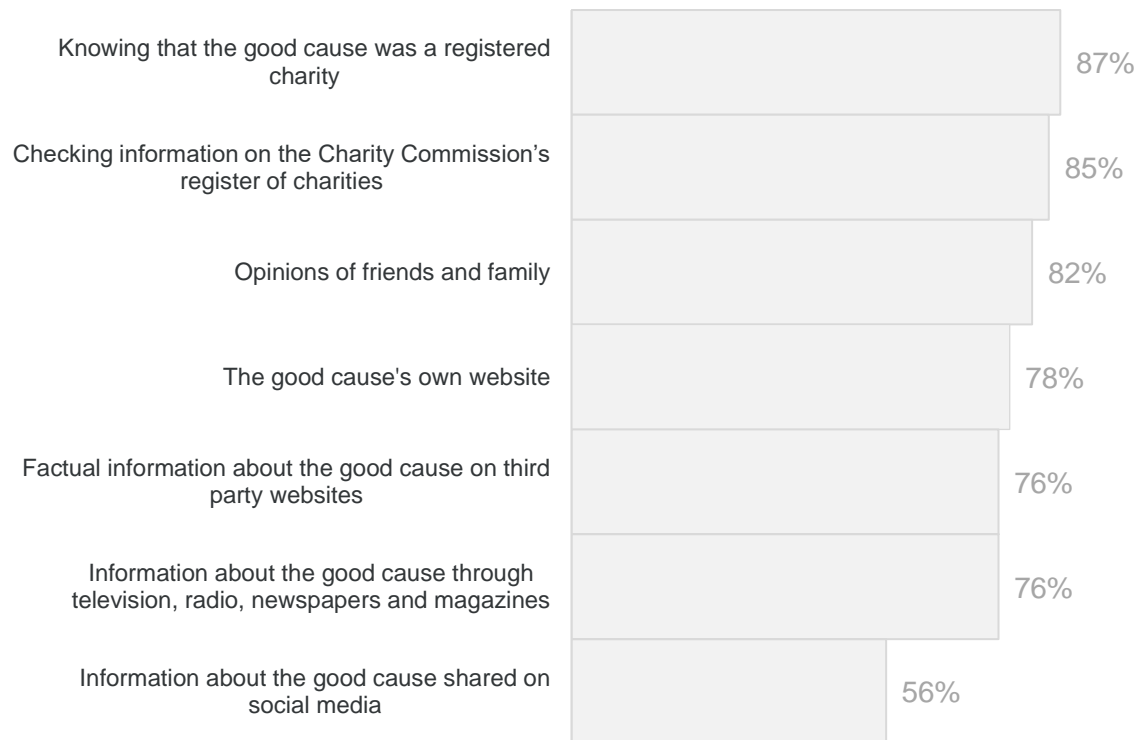 Knowing that the good cause was a registered
charity
87%
Checking information on the Charity Commission’s
register of charities
85%
Opinions of friends and family
82%
The good cause's own website
78%
Factual information about the good cause on third
party websites
76%
Information about the good cause through
television, radio, newspapers and magazines
76%
Information about the good cause shared on
social media
56%